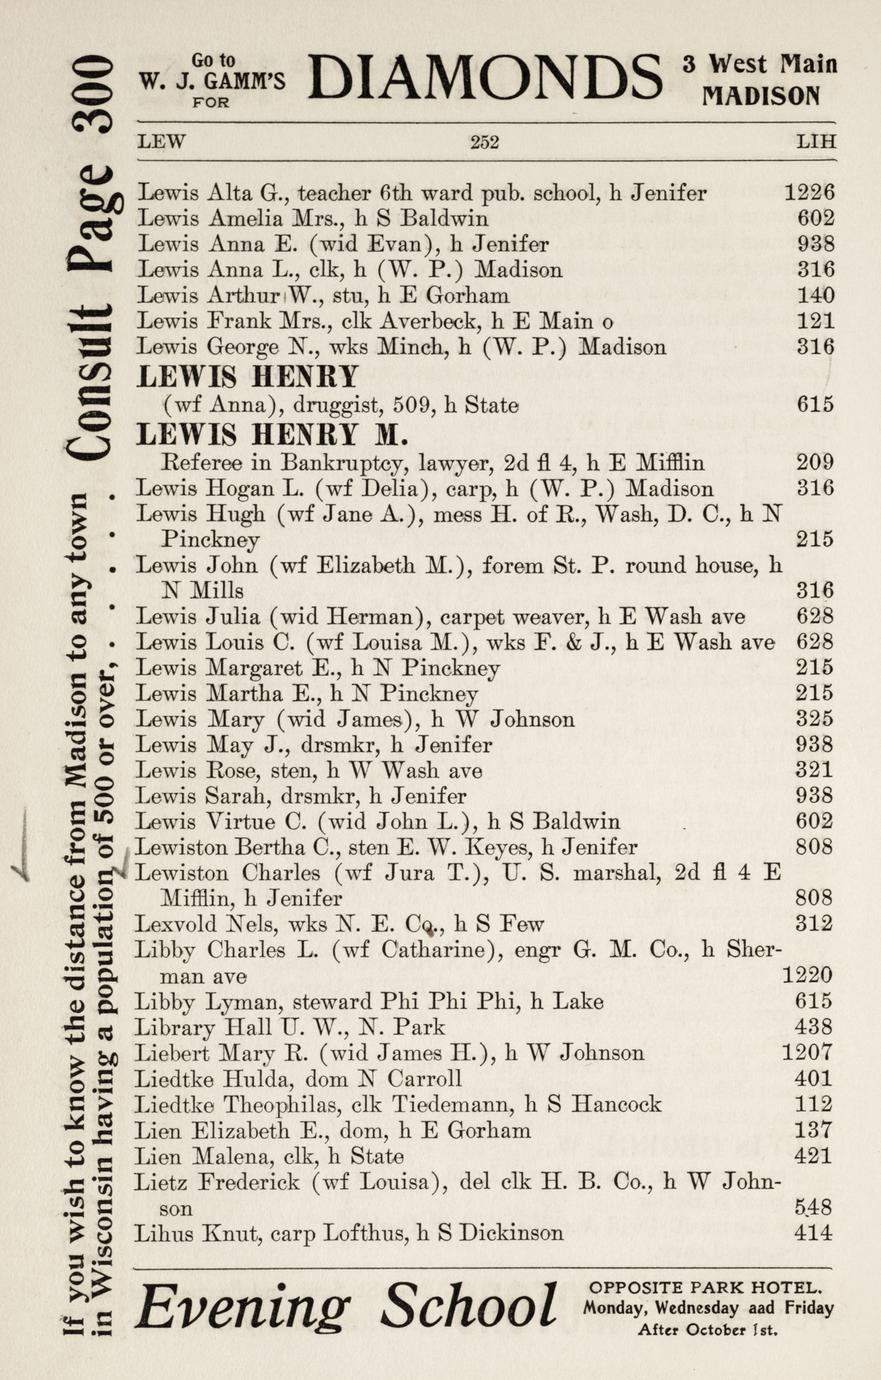 Go to
W. J. GAMM'S
FOR
DIAMONDS
3 West Main
MADISON
LEW 252 LIH
Lewis Alta G., teacher 6th ward pub. school, h Jenifer 1226
Lewis Amelia Mrs., h S Baldwin 602
Lewis Anna E. (wid Evan), h Jenifer 938
Lewis Anna L., clk, h (W. P.) Madison 316
Lewis Arthur W., stu, h E Gorham 140
Lewis Frank Mrs., clk Averbeck, h E Main o 121
Lewis George N., wks Minch, h (W. P.) Madison 316
LEWIS HENRY
(wf Anna), druggist, 509, h State 615
LEWIS HENRY M.
Referee in Bankruptcy, lawyer, 2d fl 4, h E Mifflin 209
Lewis Hogan L. (wf Delia), carp, h (W. P.) Madison 316
Lewis Hugh (wf Jane A.), mess H. of R., Wash, D. C., h N
Pinckney 215
Lewis John (wf Elizabeth M.), forem St. P. round house, h
N Mills 316
Lewis Julia (wid Herman), carpet weaver, h E Wash ave 628
Lewis Louis C. (wf Louisa M.), wks F. & J., h E Wash ave 628
Lewis Margaret E., h N Pinckney 215
Lewis Martha E., h N Pinckney 215
Lewis Mary (wid James), h W Johnson 325
Lewis May J., drsmkr, h Jenifer 938
Lewis Rose, sten, h W Wash ave 321
Lewis Sarah, drsmkr, h Jenifer 938
Lewis Virtue C. (wid John L.), h S Baldwin 602
Lewiston Bertha C., sten E. W. Keyes, h Jenifer 808
Lewiston Charles (wf Jura T.), U. S. marshal, 2d fl 4 E
Mifflin, h Jenifer 808
Lexvold Nels, wks N. E. Co., h S Few 312
Libby Charles L. (wf Catharine), engr G. M. Co., h Sher-
man ave 1220
Libby Lyman, steward Phi Phi Phi, h Lake 615
Library Hall U. W., N. Park 438
Liebert Mary R. (wid James H.), h W Johnson 1207
Liedtke Hulda, dom N Carroll 401
Liedtke Theophilas, clk Tiedemann, h S Hancock 112
Lien Elizabeth E., dom, h E Gorham 137
Lien Malena, clk, h State 421
Lietz Frederick (wf Louisa), del clk H. B. Co., h W John-
son 548
Lihus Knut, carp Lofthus, h S Dickinson 414
Evening School
OPPOSITE PARK HOTEL.
Monday, Wednesday aad Friday
After October 1st.
If you wish to know the distance from Madison to any town
in Wisconsin having a population of 500 or over, . . . . .
Consult Page 300